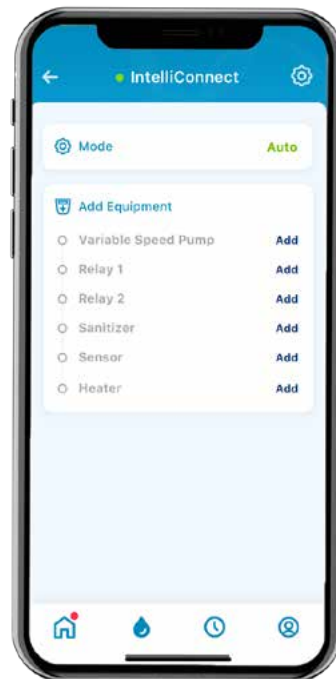 IntelliConnect
Mode Auto
Add Equipment
Variable Speed Pump Add
Relay 1 Add
Relay 2 Add
Sanitizer Add
Sensor Add
Heater Add